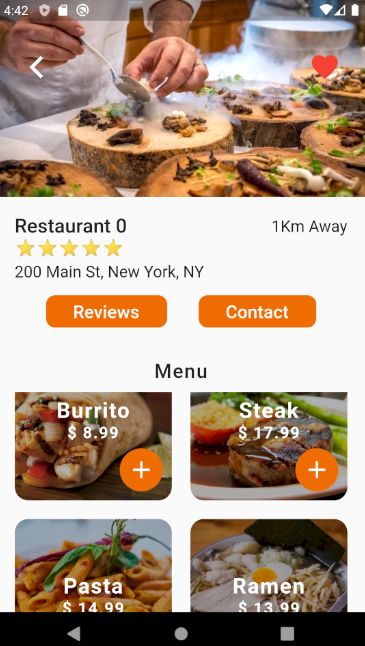 4:42
Restaurant 0
1Km Away
200 Main St, New York, NY
Reviews
Contact
Menu
Burrito
$ 8.99
Steak
$ 17.99
Pasta
$ 14.99
Ramen
$ 13.99